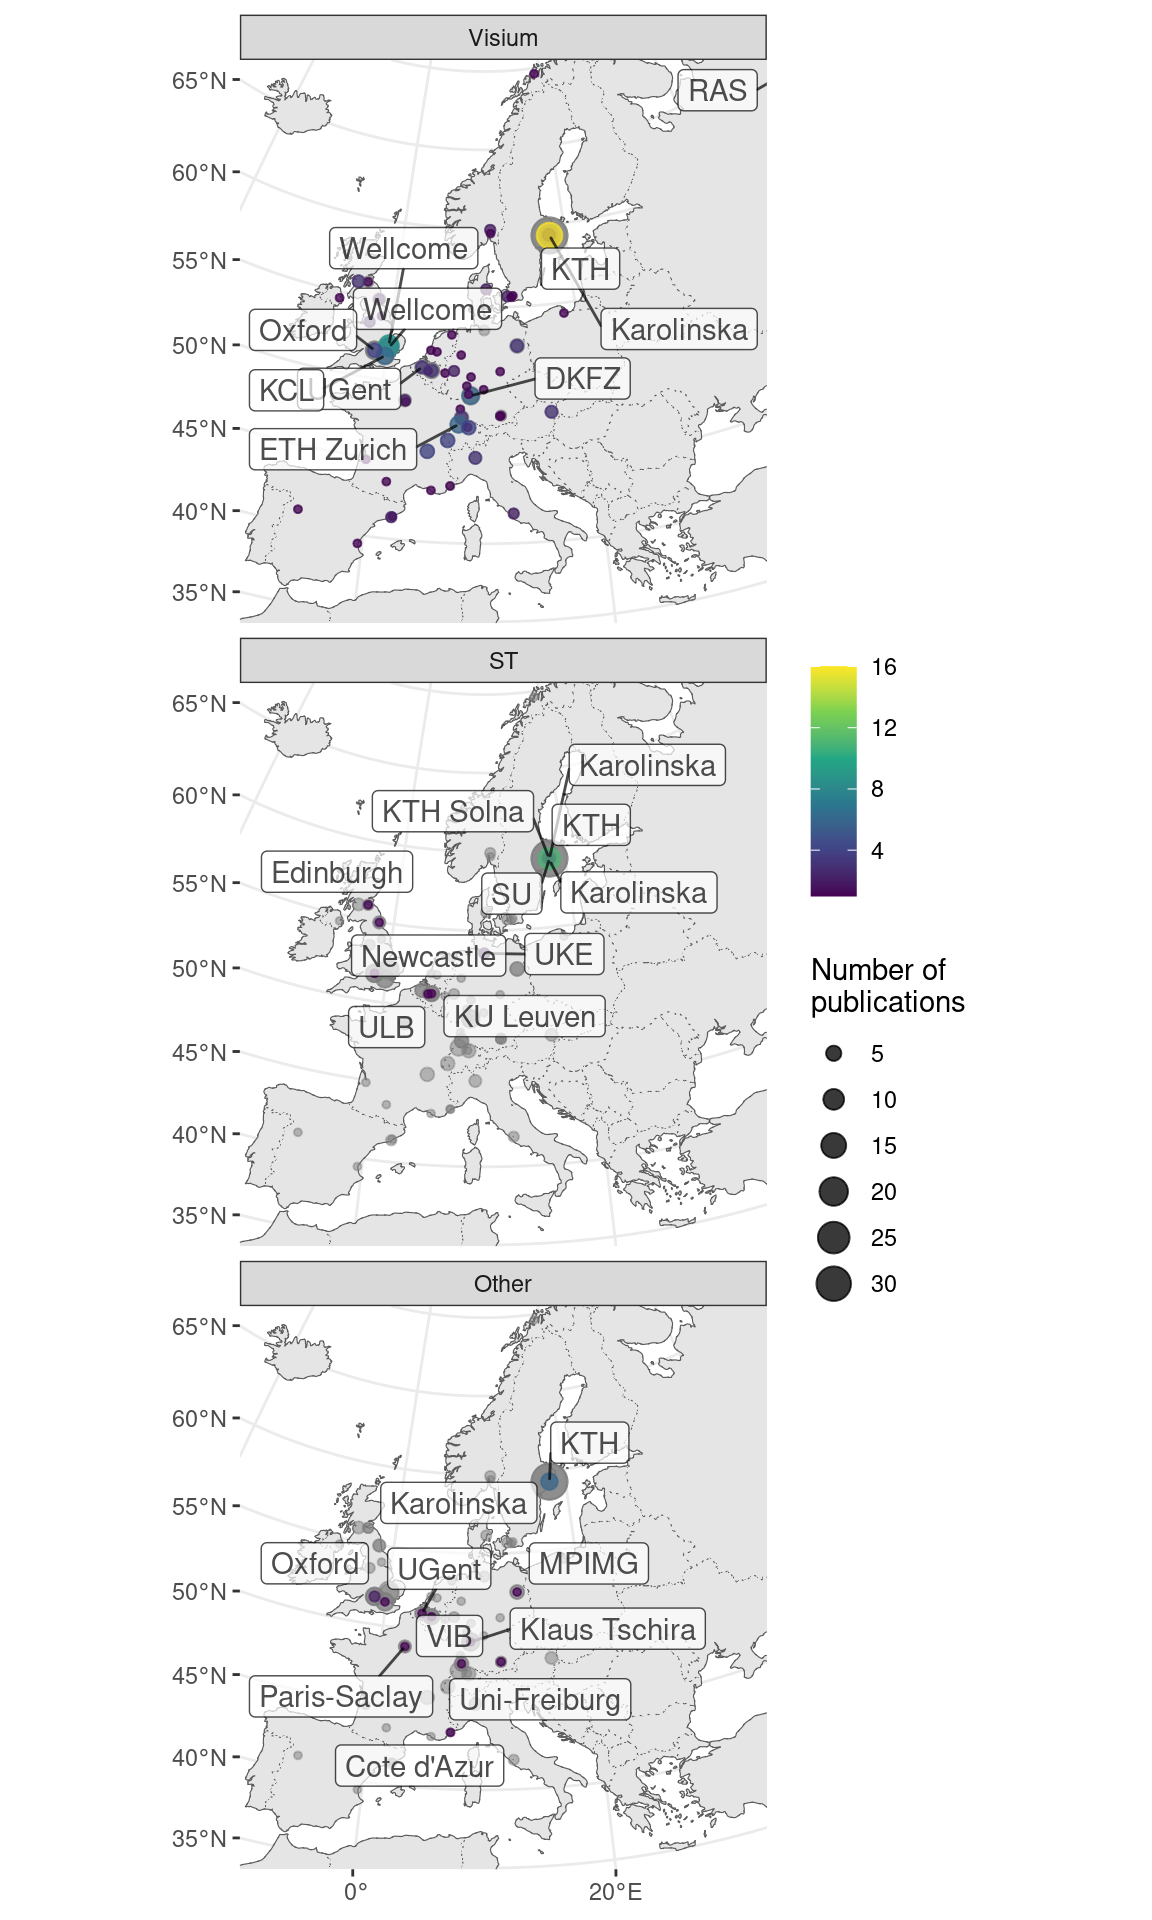 Visium
65°N
60°N
55°N
50°N
45°N
40°N
35°N
RAS
Wellcome
KTH
Wellcome
Oxford
Karolinska
KCL
UGent
DKFZ
ETH Zurich
ST
65°N
60°N
55°N
50°N
45°N
40°N
35°N
Karolinska
KTH Solna
KTH
Edinburgh
SU
Karolinska
Newcastle
UKE
ULB
KU Leuven
16
12
8
4
Number of
publications
5
10
15
20
25
30
Other
65°N
60°N
55°N
50°N
45°N
40°N
35°N
KTH
Karolinska
Oxford
UGent
MPIMG
VIB
Klaus Tschira
Paris-Saclay
Uni-Freiburg
Cote d'Azur
0°
20°E